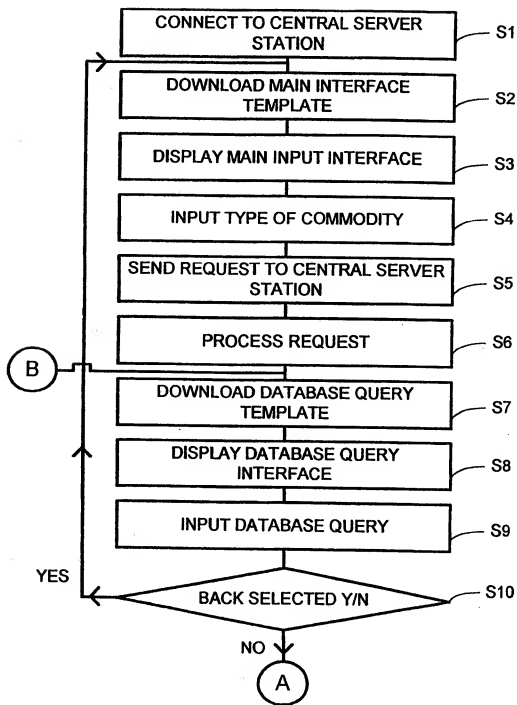 CONNECT TO CENTRAL SERVER
STATION
S1
DOWNLOAD MAIN INTERFACE
TEMPLATE
S2
DISPLAY MAIN INPUT INTERFACE
S3
INPUT TYPE OF COMMODITY
S4
SEND REQUEST TO CENTRAL SERVER
STATION
S5
PROCESS REQUEST
S6
B
DOWNLOAD DATABASE QUERY
TEMPLATE
S7
DISPLAY DATABASE QUERY
INTERFACE
S8
INPUT DATABASE QUERY
S9
YES
BACK SELECTED Y/N
S10
NO
A